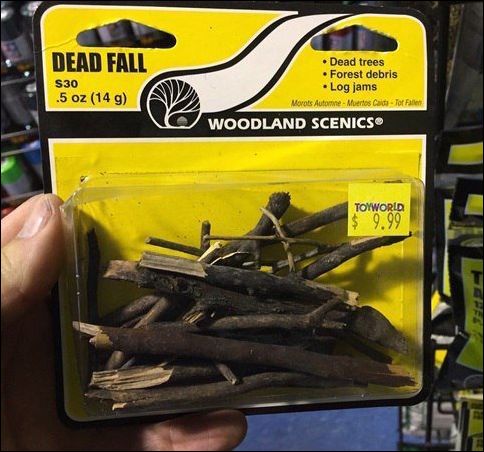 DEAD FALL
S30
.5 oz (14 g)
• Dead trees
• Forest debris
• Log jams
Morots Automne - Muertos Caida - Tot Fallen
WOODLAND SCENICS®
TOYWORLD
$ 9.99